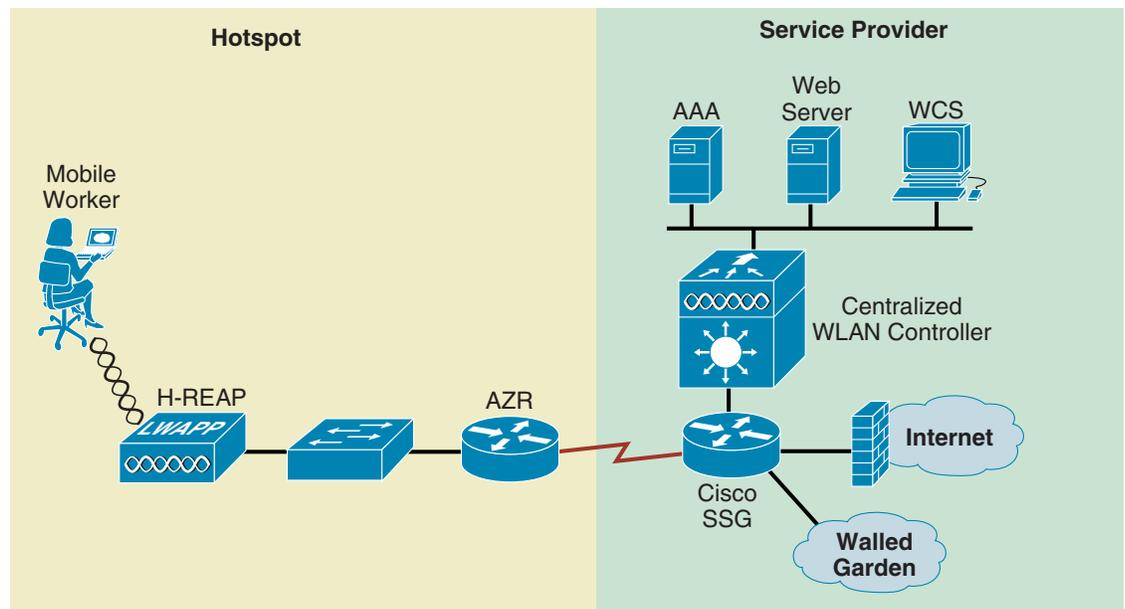 Hotspot
Service Provider
AAA
Web
Server
WCS
Mobile
Worker
Centralized
WLAN Controller
H-REAP
LWAPP
AZR
Cisco
SSG
Internet
Walled
Garden